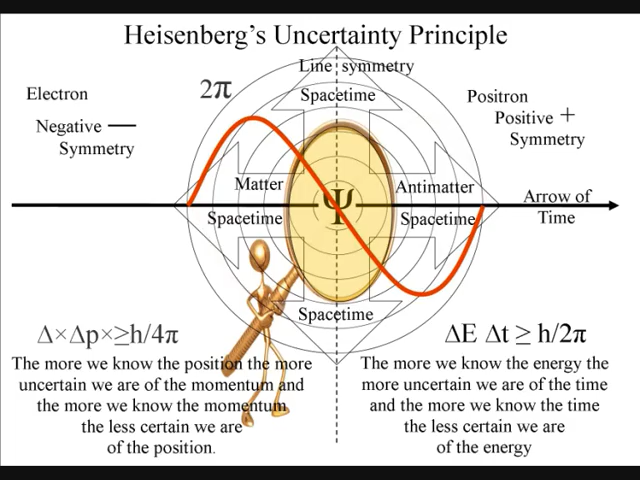 Heisenberg's Uncertainty Principle
Line symmetry
2π
Spacetime
Electron
Negative —
Symmetry
Positron
Positive +
Symmetry
Matter
Antimatter
Ψ
Arrow of
Time
Spacetime
Spacetime
Spacetime
Δ×Δp×≥h/4π
The more we know the position the more
uncertain we are of the momentum and
the more we know the momentum
the less certain we are
of the position.
ΔE Δt ≥ h/2π
The more we know the energy the
more uncertain we are of the time
and the more we know the time
the less certain we are
of the energy